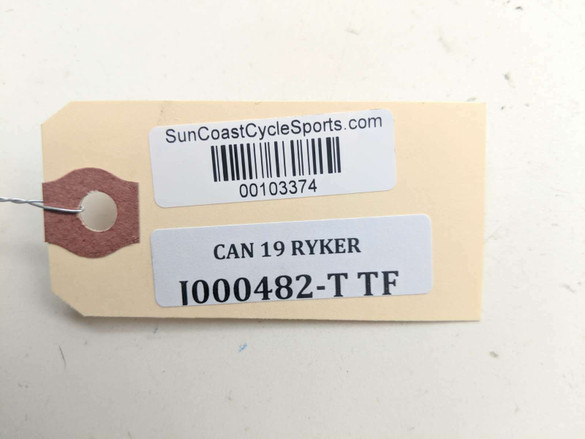 SunCoastCycleSports.com
00103374
CAN 19 RYKER
J000482-T TF